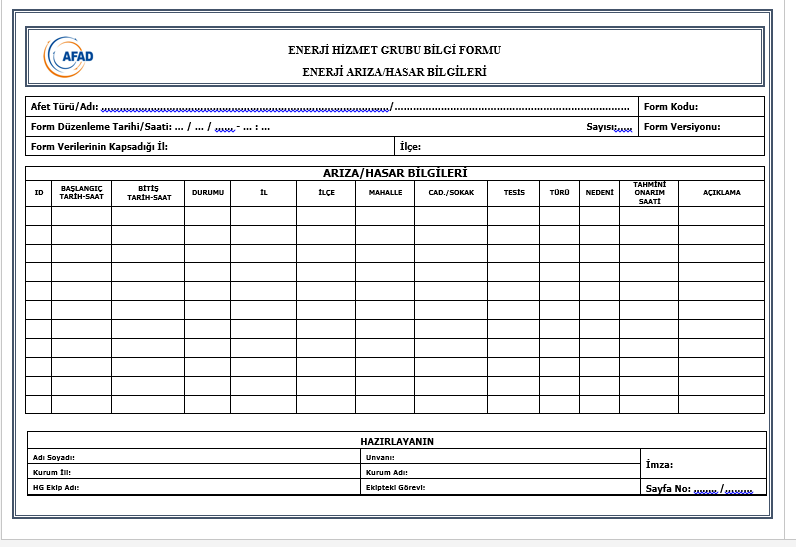 AFAD
ENERJİ HİZMET GRUBU BİLGİ FORMU
ENERJİ ARIZA/HASAR BİLGİLERİ
Afet Türü/Adı: ............................................................................../.............................................................................. Form Kodu:
Form Düzenleme Tarihi/Saati: ... / ... / ...... - ... : ... Sayısı:...... Form Versiyonu:
Form Verilerinin Kapsadığı İl: İlçe:
ARIZA/HASAR BİLGİLERİ
ID BAŞLANGIÇ TARİH-SAAT BİTİŞ TARİH-SAAT DURUMU İL İLÇE MAHALLE CAD./SOKAK TESİS TÜRÜ NEDENİ TAHMİNİ ONARIM SAATİ AÇIKLAMA
HAZIRLAYANIN
Adı Soyadı: Unvanı: İmza:
Kurum İli: Kurum Adı:
HG Ekip Adı: Ekipteki Görevi: Sayfa No: ........ /.........